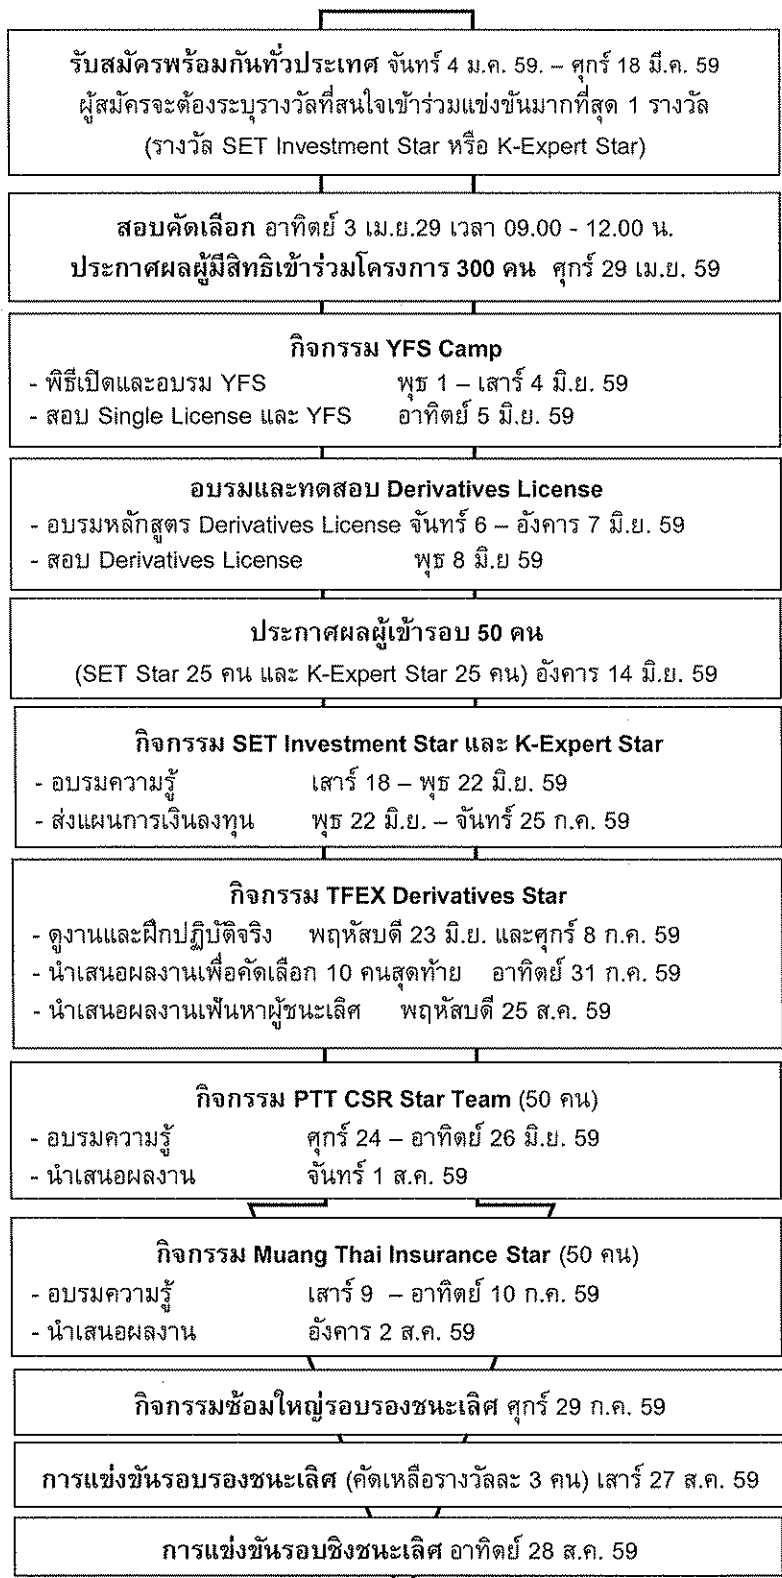 รับสมัครพร้อมกันทั่วประเทศ จันทร์ 4 ม.ค. 59. – ศุกร์ 18 มี.ค. 59
ผู้สมัครจะต้องระบุรางวัลที่สนใจเข้าร่วมแข่งขันมากที่สุด 1 รางวัล
(รางวัล SET Investment Star หรือ K-Expert Star)
สอบคัดเลือก อาทิตย์ 3 เม.ย.29 เวลา 09.00 - 12.00 น.
ประกาศผลผู้มีสิทธิเข้าร่วมโครงการ 300 คน ศุกร์ 29 เม.ย. 59
กิจกรรม YFS Camp
- พิธีเปิดและอบรม YFS พุธ 1 – เสาร์ 4 มิ.ย. 59
- สอบ Single License และ YFS อาทิตย์ 5 มิ.ย. 59
อบรมและทดสอบ Derivatives License
- อบรมหลักสูตร Derivatives License จันทร์ 6 – อังคาร 7 มิ.ย. 59
- สอบ Derivatives License พุธ 8 มิ.ย 59
ประกาศผลผู้เข้ารอบ 50 คน
(SET Star 25 คน และ K-Expert Star 25 คน) อังคาร 14 มิ.ย. 59
กิจกรรม SET Investment Star และ K-Expert Star
- อบรมความรู้ เสาร์ 18 – พุธ 22 มิ.ย. 59
- ส่งแผนการเงินลงทุน พุธ 22 มิ.ย. – จันทร์ 25 ก.ค. 59
กิจกรรม TFEX Derivatives Star
- ดูงานและฝึกปฏิบัติจริง พฤหัสบดี 23 มิ.ย. และศุกร์ 8 ก.ค. 59
- นำเสนอผลงานเพื่อคัดเลือก 10 คนสุดท้าย อาทิตย์ 31 ก.ค. 59
- นำเสนอผลงานเฟ้นหาผู้ชนะเลิศ พฤหัสบดี 25 ส.ค. 59
กิจกรรม PTT CSR Star Team (50 คน)
- อบรมความรู้ ศุกร์ 24 – อาทิตย์ 26 มิ.ย. 59
- นำเสนอผลงาน จันทร์ 1 ส.ค. 59
กิจกรรม Muang Thai Insurance Star (50 คน)
- อบรมความรู้ เสาร์ 9 – อาทิตย์ 10 ก.ค. 59
- นำเสนอผลงาน อังคาร 2 ส.ค. 59
กิจกรรมซ้อมใหญ่รอบรองชนะเลิศ ศุกร์ 29 ก.ค. 59
การแข่งขันรอบรองชนะเลิศ (คัดเหลือรางวัลละ 3 คน) เสาร์ 27 ส.ค. 59
การแข่งขันรอบชิงชนะเลิศ อาทิตย์ 28 ส.ค. 59